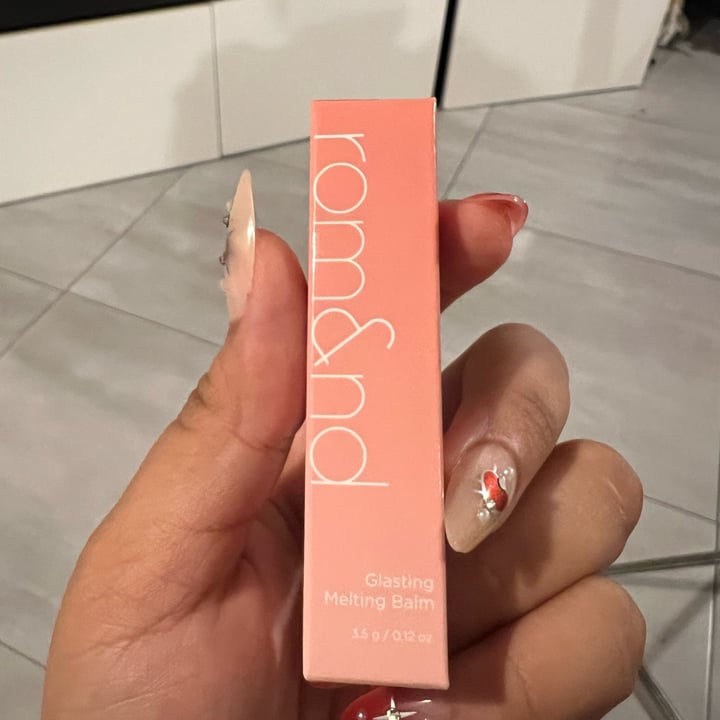 rom&nd
Glasting
Melting Balm
3.5 g / 0.12 oz